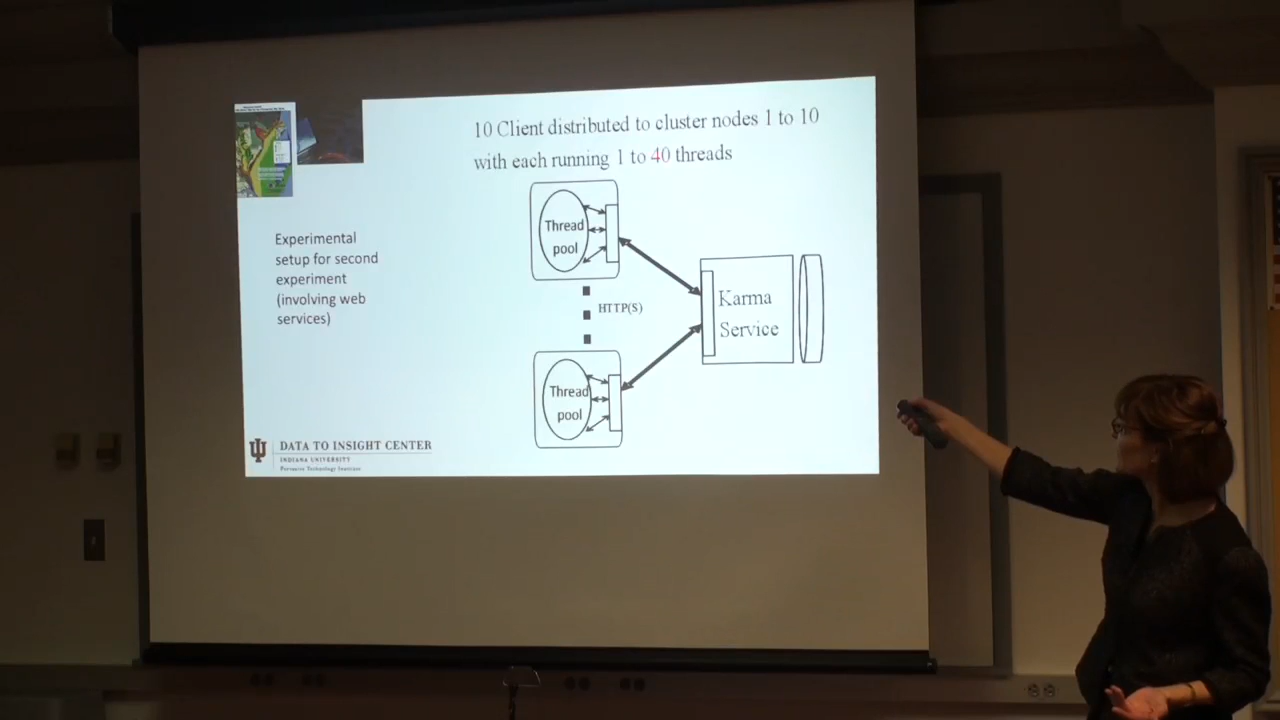 10 Client distributed to cluster nodes 1 to 10
with each running 1 to 40 threads
Experimental
setup for second
experiment
(involving web
services)
Thread
pool
HTTP(S)
Karma
Service
Thread
pool
DATA TO INSIGHT CENTER
INDIANA UNIVERSITY
Pervasive Technology Institute